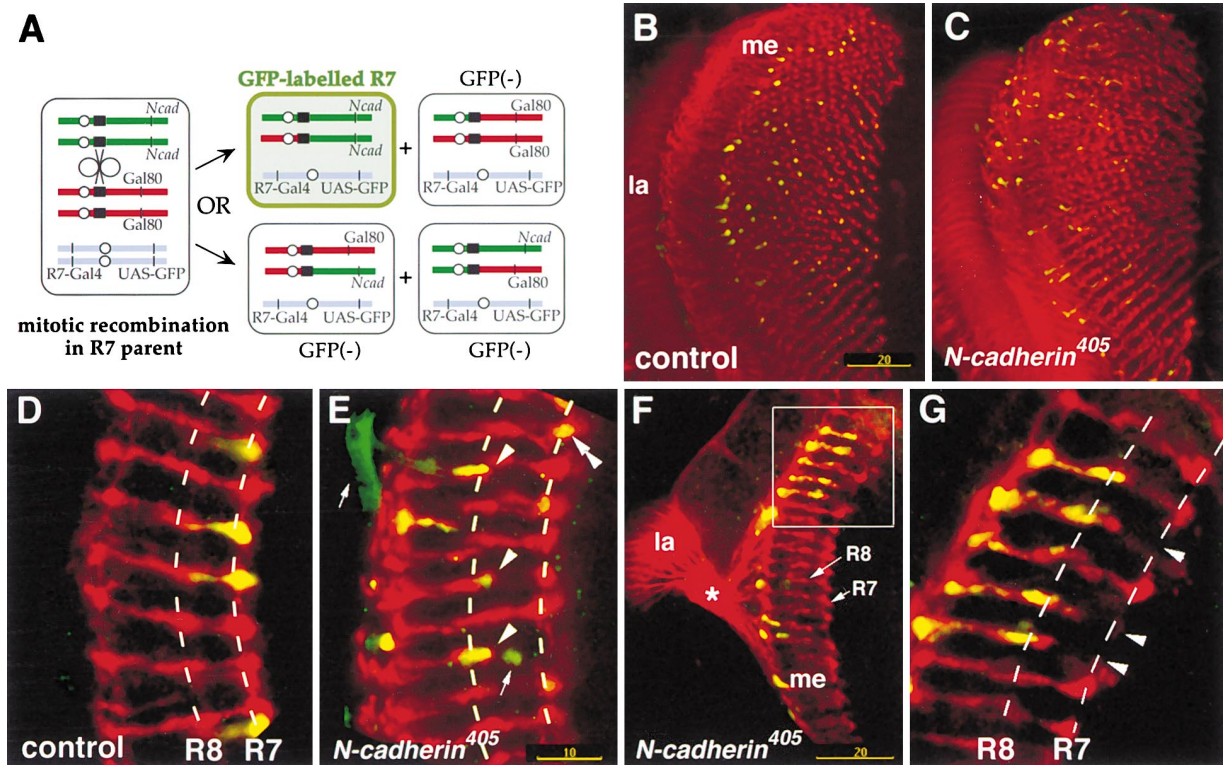 A
GFP-labelled R7
GFP(-)
Ncad
Ncad
Gal80
Gal80
R7-Gal4 UAS-GFP
mitotic recombination
in R7 parent
OR
Ncad
Ncad
R7-Gal4 UAS-GFP
+
Gal80
Gal80
R7-Gal4 UAS-GFP
Gal80
Ncad
R7-Gal4 UAS-GFP
GFP(-)
+
Ncad
Gal80
R7-Gal4 UAS-GFP
GFP(-)
B
me
la
control
20
C
N-cadherin405
D
control
R8 R7
E
N-cadherin405
10
F
la
*
R8
R7
me
N-cadherin405
20
G
R8 R7